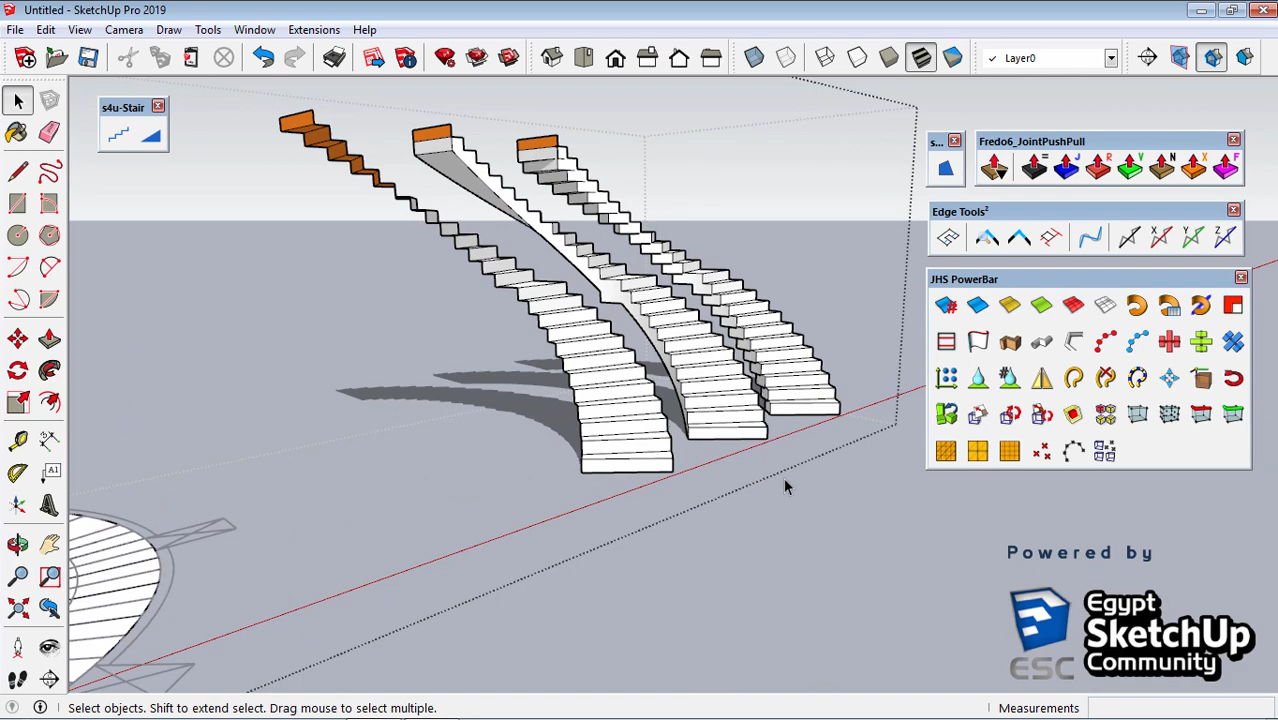 Untitled - SketchUp Pro 2019
File Edit View Camera Draw Tools Window Extensions Help
Layer0
s4u-Stair
s...
Fredo6_JointPushPull
= J R V N X F
Edge Tools²
X Y Z
JHS PowerBar
A1
Powered by
Egypt
SketchUp
Community
ESC
Select objects. Shift to extend select. Drag mouse to select multiple.
Measurements